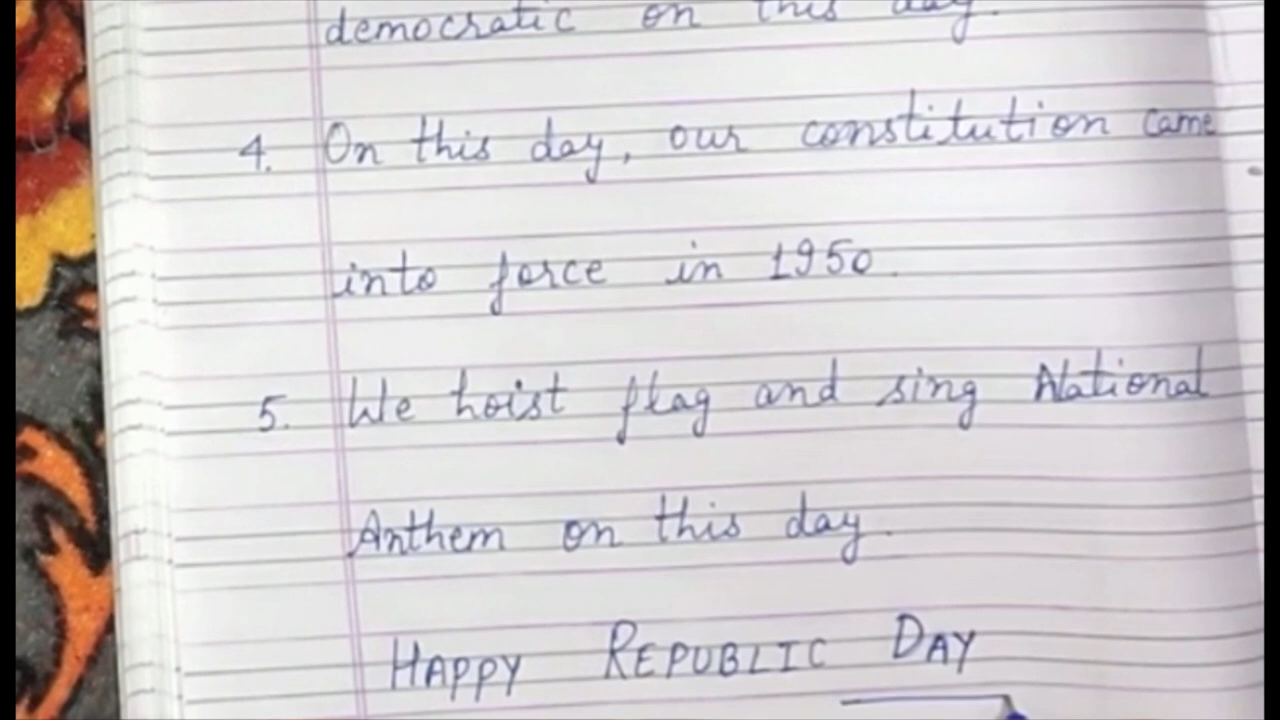 democratic on this day.
4. On this day, our constitution came
into force in 1950.
5. We hoist flag and sing National
Anthem on this day.
HAPPY REPUBLIC DAY